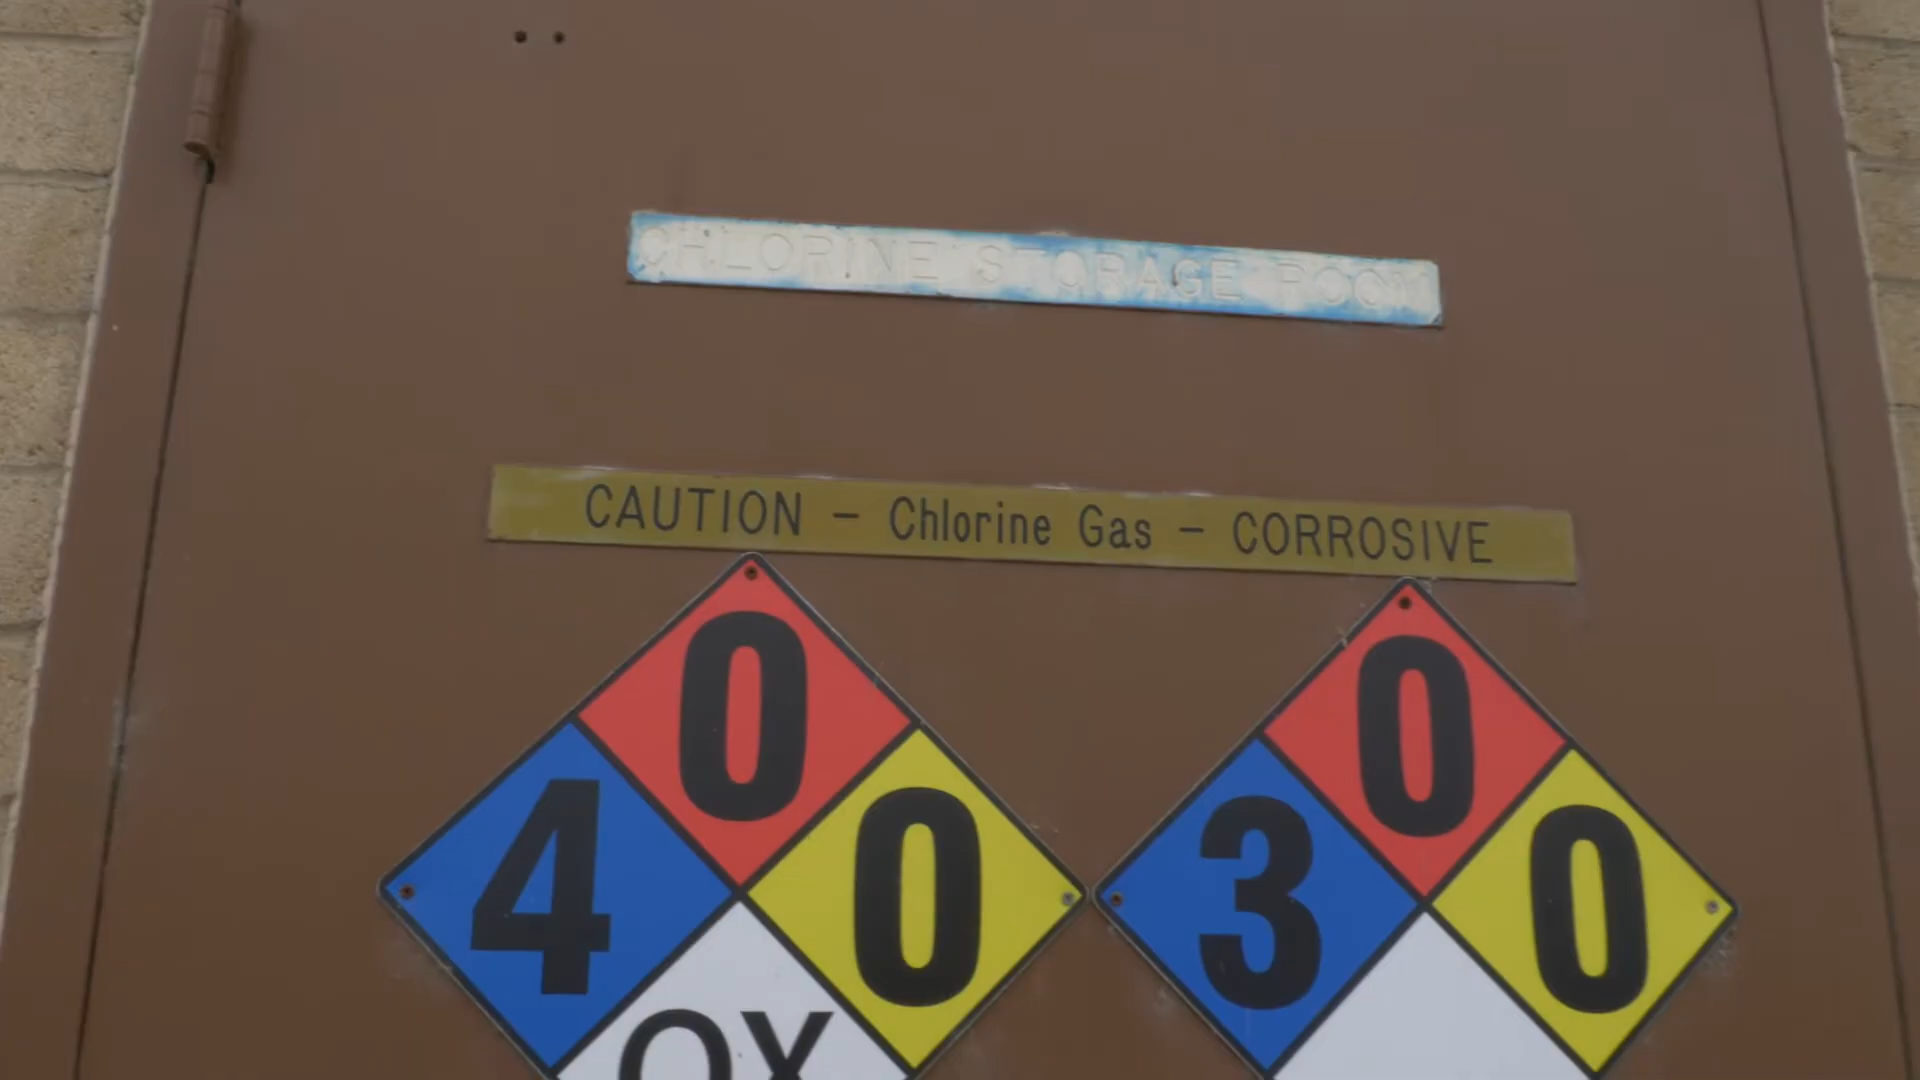 CHLORINE STORAGE ROOM
CAUTION - Chlorine Gas - CORROSIVE
0
4 0
OX
0
3 0